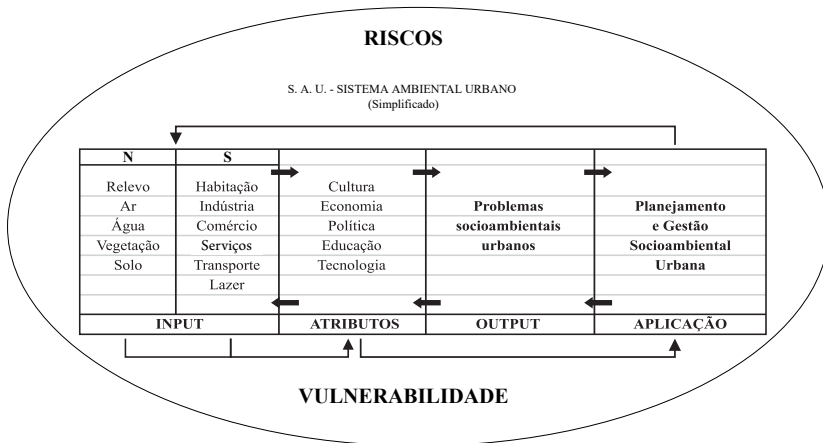 RISCOS
S. A. U. - SISTEMA AMBIENTAL URBANO
(Simplificado)
N S
Relevo Habitação Cultura
Ar Indústria Economia Problemas Planejamento
Água Comércio Política socioambientais e Gestão
Vegetação Serviços Educação urbanos Socioambiental
Solo Transporte Tecnologia Urbana
Lazer
INPUT ATRIBUTOS OUTPUT APLICAÇÃO
VULNERABILIDADE